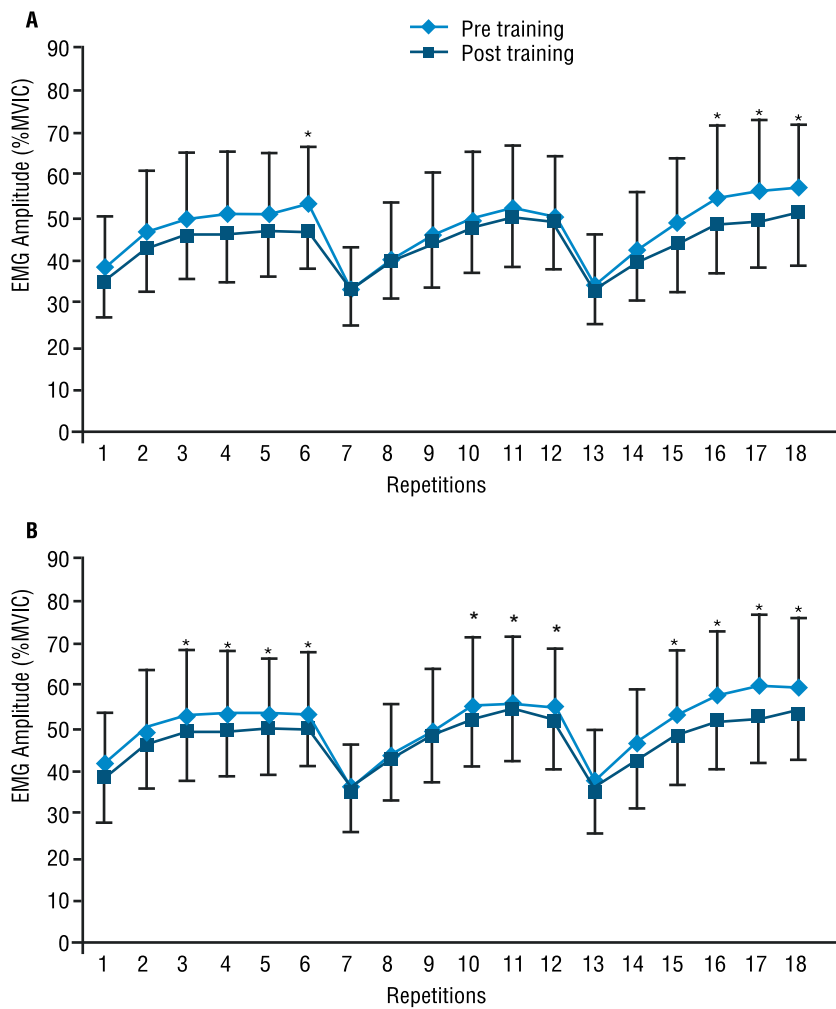 A
Pre training
Post training
EMG Amplitude (%MVIC)
90
80
70
60
50
40
30
20
10
0
* * * *
1 2 3 4 5 6 7 8 9 10 11 12 13 14 15 16 17 18
Repetitions
B
EMG Amplitude (%MVIC)
90
80
70
60
50
40
30
20
10
0
* * * * * * * * * * *
1 2 3 4 5 6 7 8 9 10 11 12 13 14 15 16 17 18
Repetitions